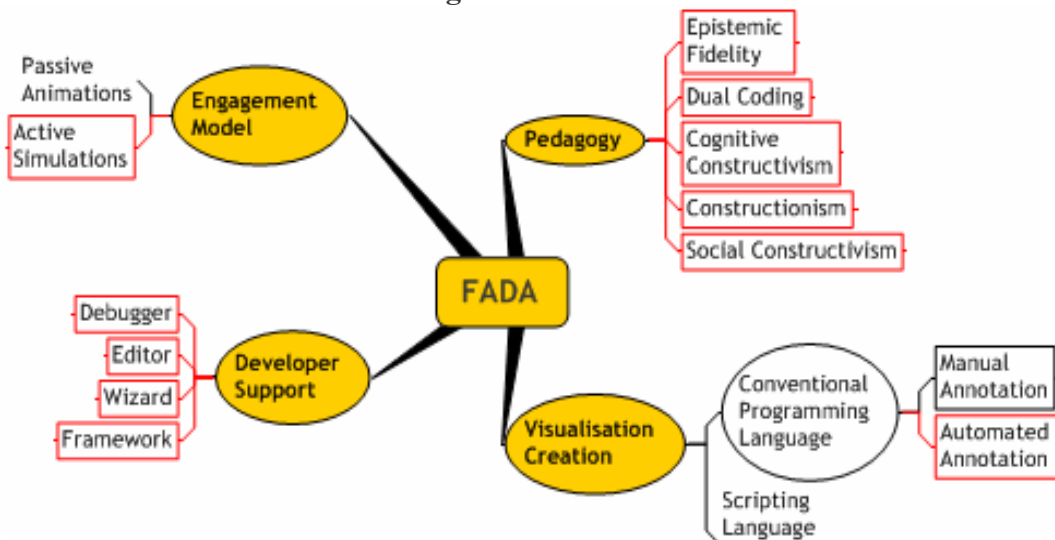 Passive
Animations
Active
Simulations
Engagement
Model
Pedagogy
Epistemic
Fidelity
Dual Coding
Cognitive
Constructivism
Constructionism
Social Constructivism
FADA
Debugger
Editor
Wizard
Framework
Developer
Support
Visualisation
Creation
Conventional
Programming
Language
Manual
Annotation
Automated
Annotation
Scripting
Language